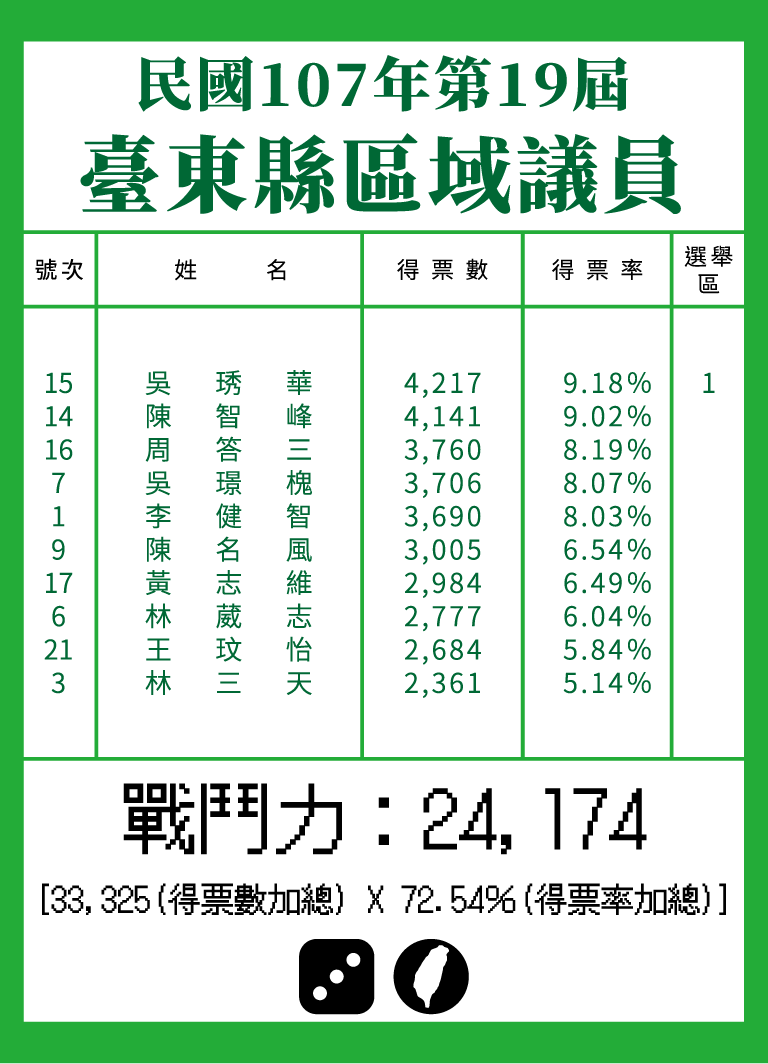 民國107年第19屆
臺東縣區域議員
號次 姓名 得票數 得票率 選舉區
15 吳琇華 4,217 9.18% 1
14 陳智峰 4,141 9.02%
16 周答三 3,760 8.19%
7 吳璟槐 3,706 8.07%
1 李健智 3,690 8.03%
9 陳名風 3,005 6.54%
17 黃志維 2,984 6.49%
6 林葳志 2,777 6.04%
21 王玟怡 2,684 5.84%
3 林三天 2,361 5.14%
戰鬥力：24,174
[33,325(得票數加總) X 72.54%(得票率加總)]